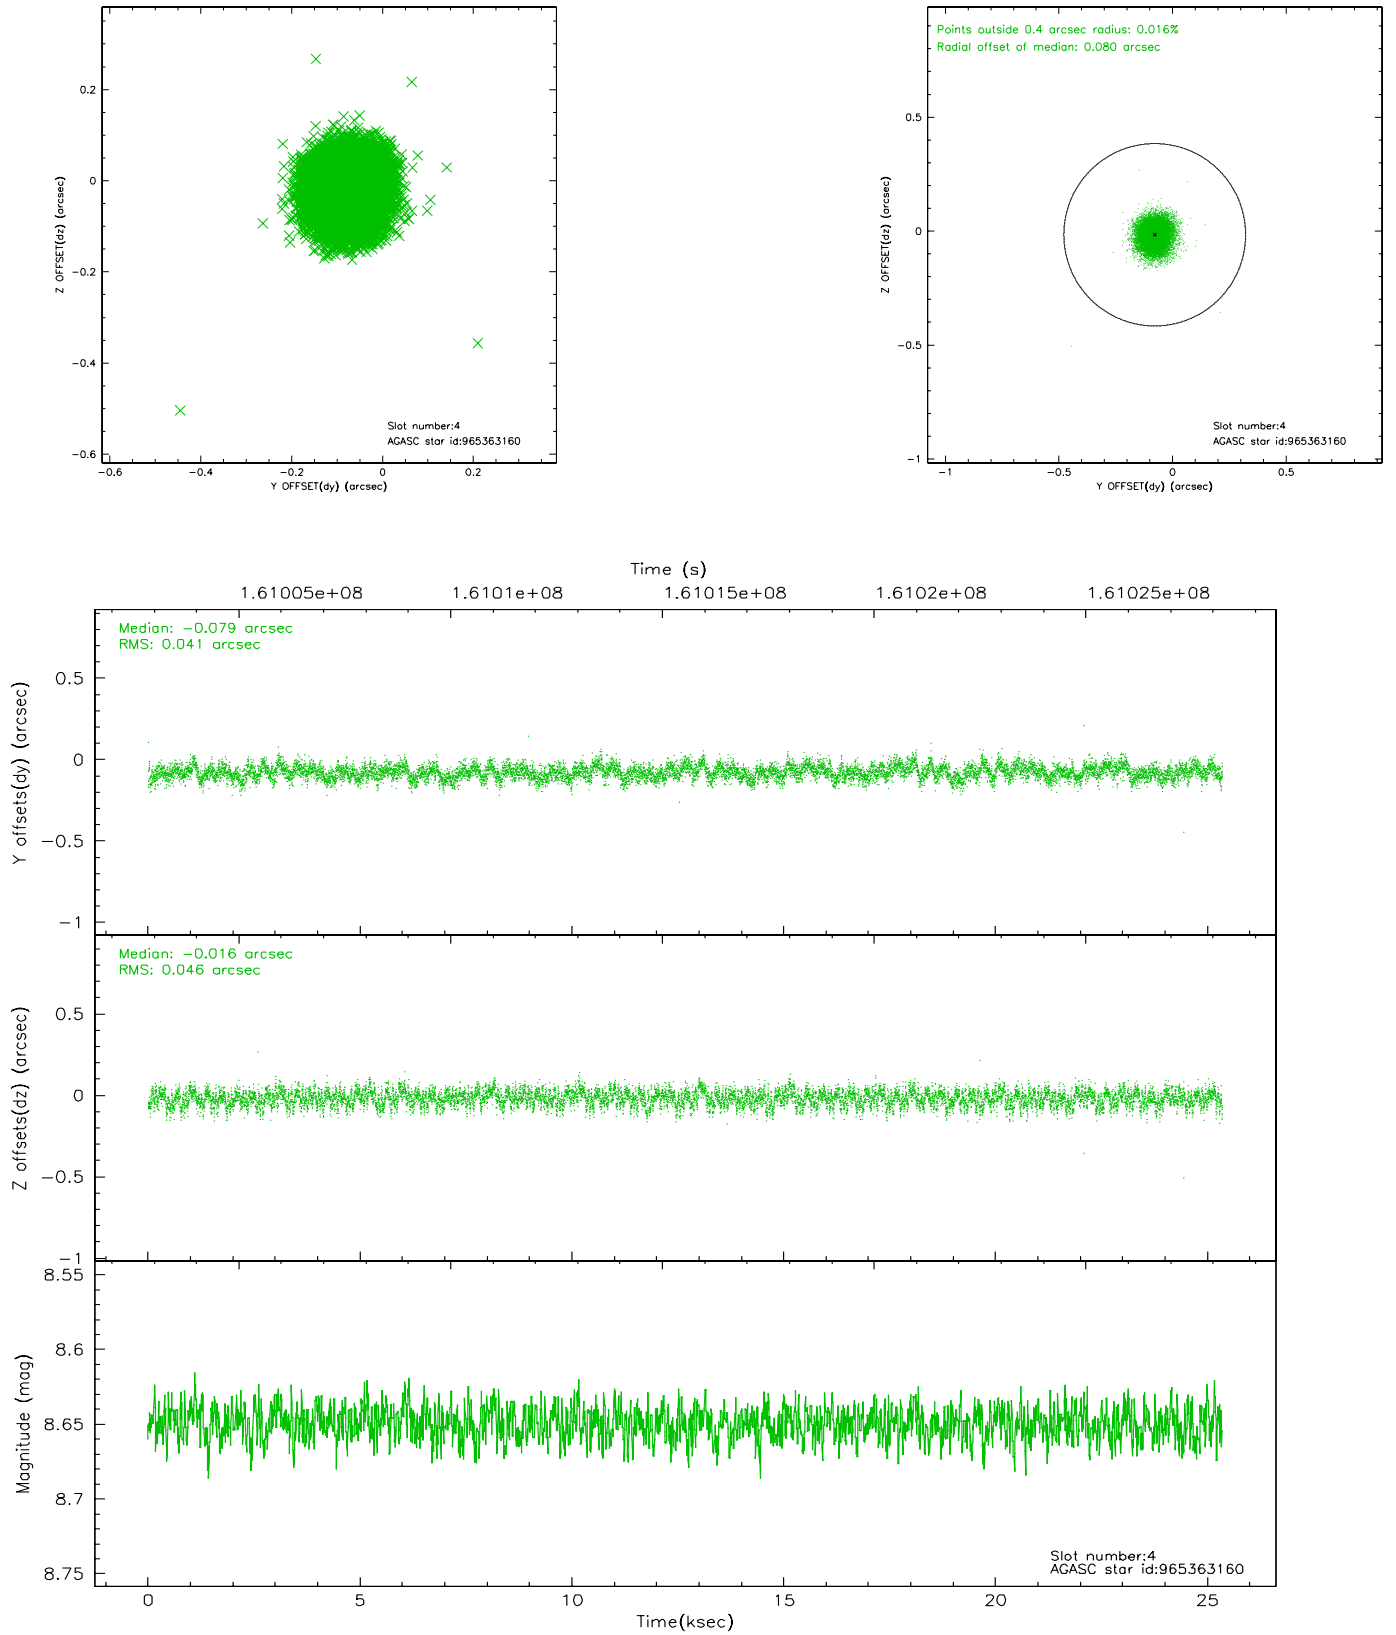 0.2
0
−0.2
−0.4
−0.6
Z OFFSET(dz) (arcsec)
Slot number:4
AGASC star id:965363160
−0.6 −0.4 −0.2 0 0.2
Y OFFSET(dy) (arcsec)
Points outside 0.4 arcsec radius: 0.016%
Radial offset of median: 0.080 arcsec
0.5
0
−0.5
−1
Z OFFSET(dz) (arcsec)
Slot number:4
AGASC star id:965363160
−1 −0.5 0 0.5
Y OFFSET(dy) (arcsec)
Time (s)
1.61005e+08 1.6101e+08 1.61015e+08 1.6102e+08 1.61025e+08
Median: −0.079 arcsec
RMS: 0.041 arcsec
0.5
0
−0.5
−1
Y offsets(dy) (arcsec)
Median: −0.016 arcsec
RMS: 0.046 arcsec
0.5
0
−0.5
−1
Z offsets(dz) (arcsec)
8.55
8.6
8.65
8.7
8.75
Magnitude (mag)
Slot number:4
AGASC star id:965363160
0 5 10 15 20 25
Time(ksec)